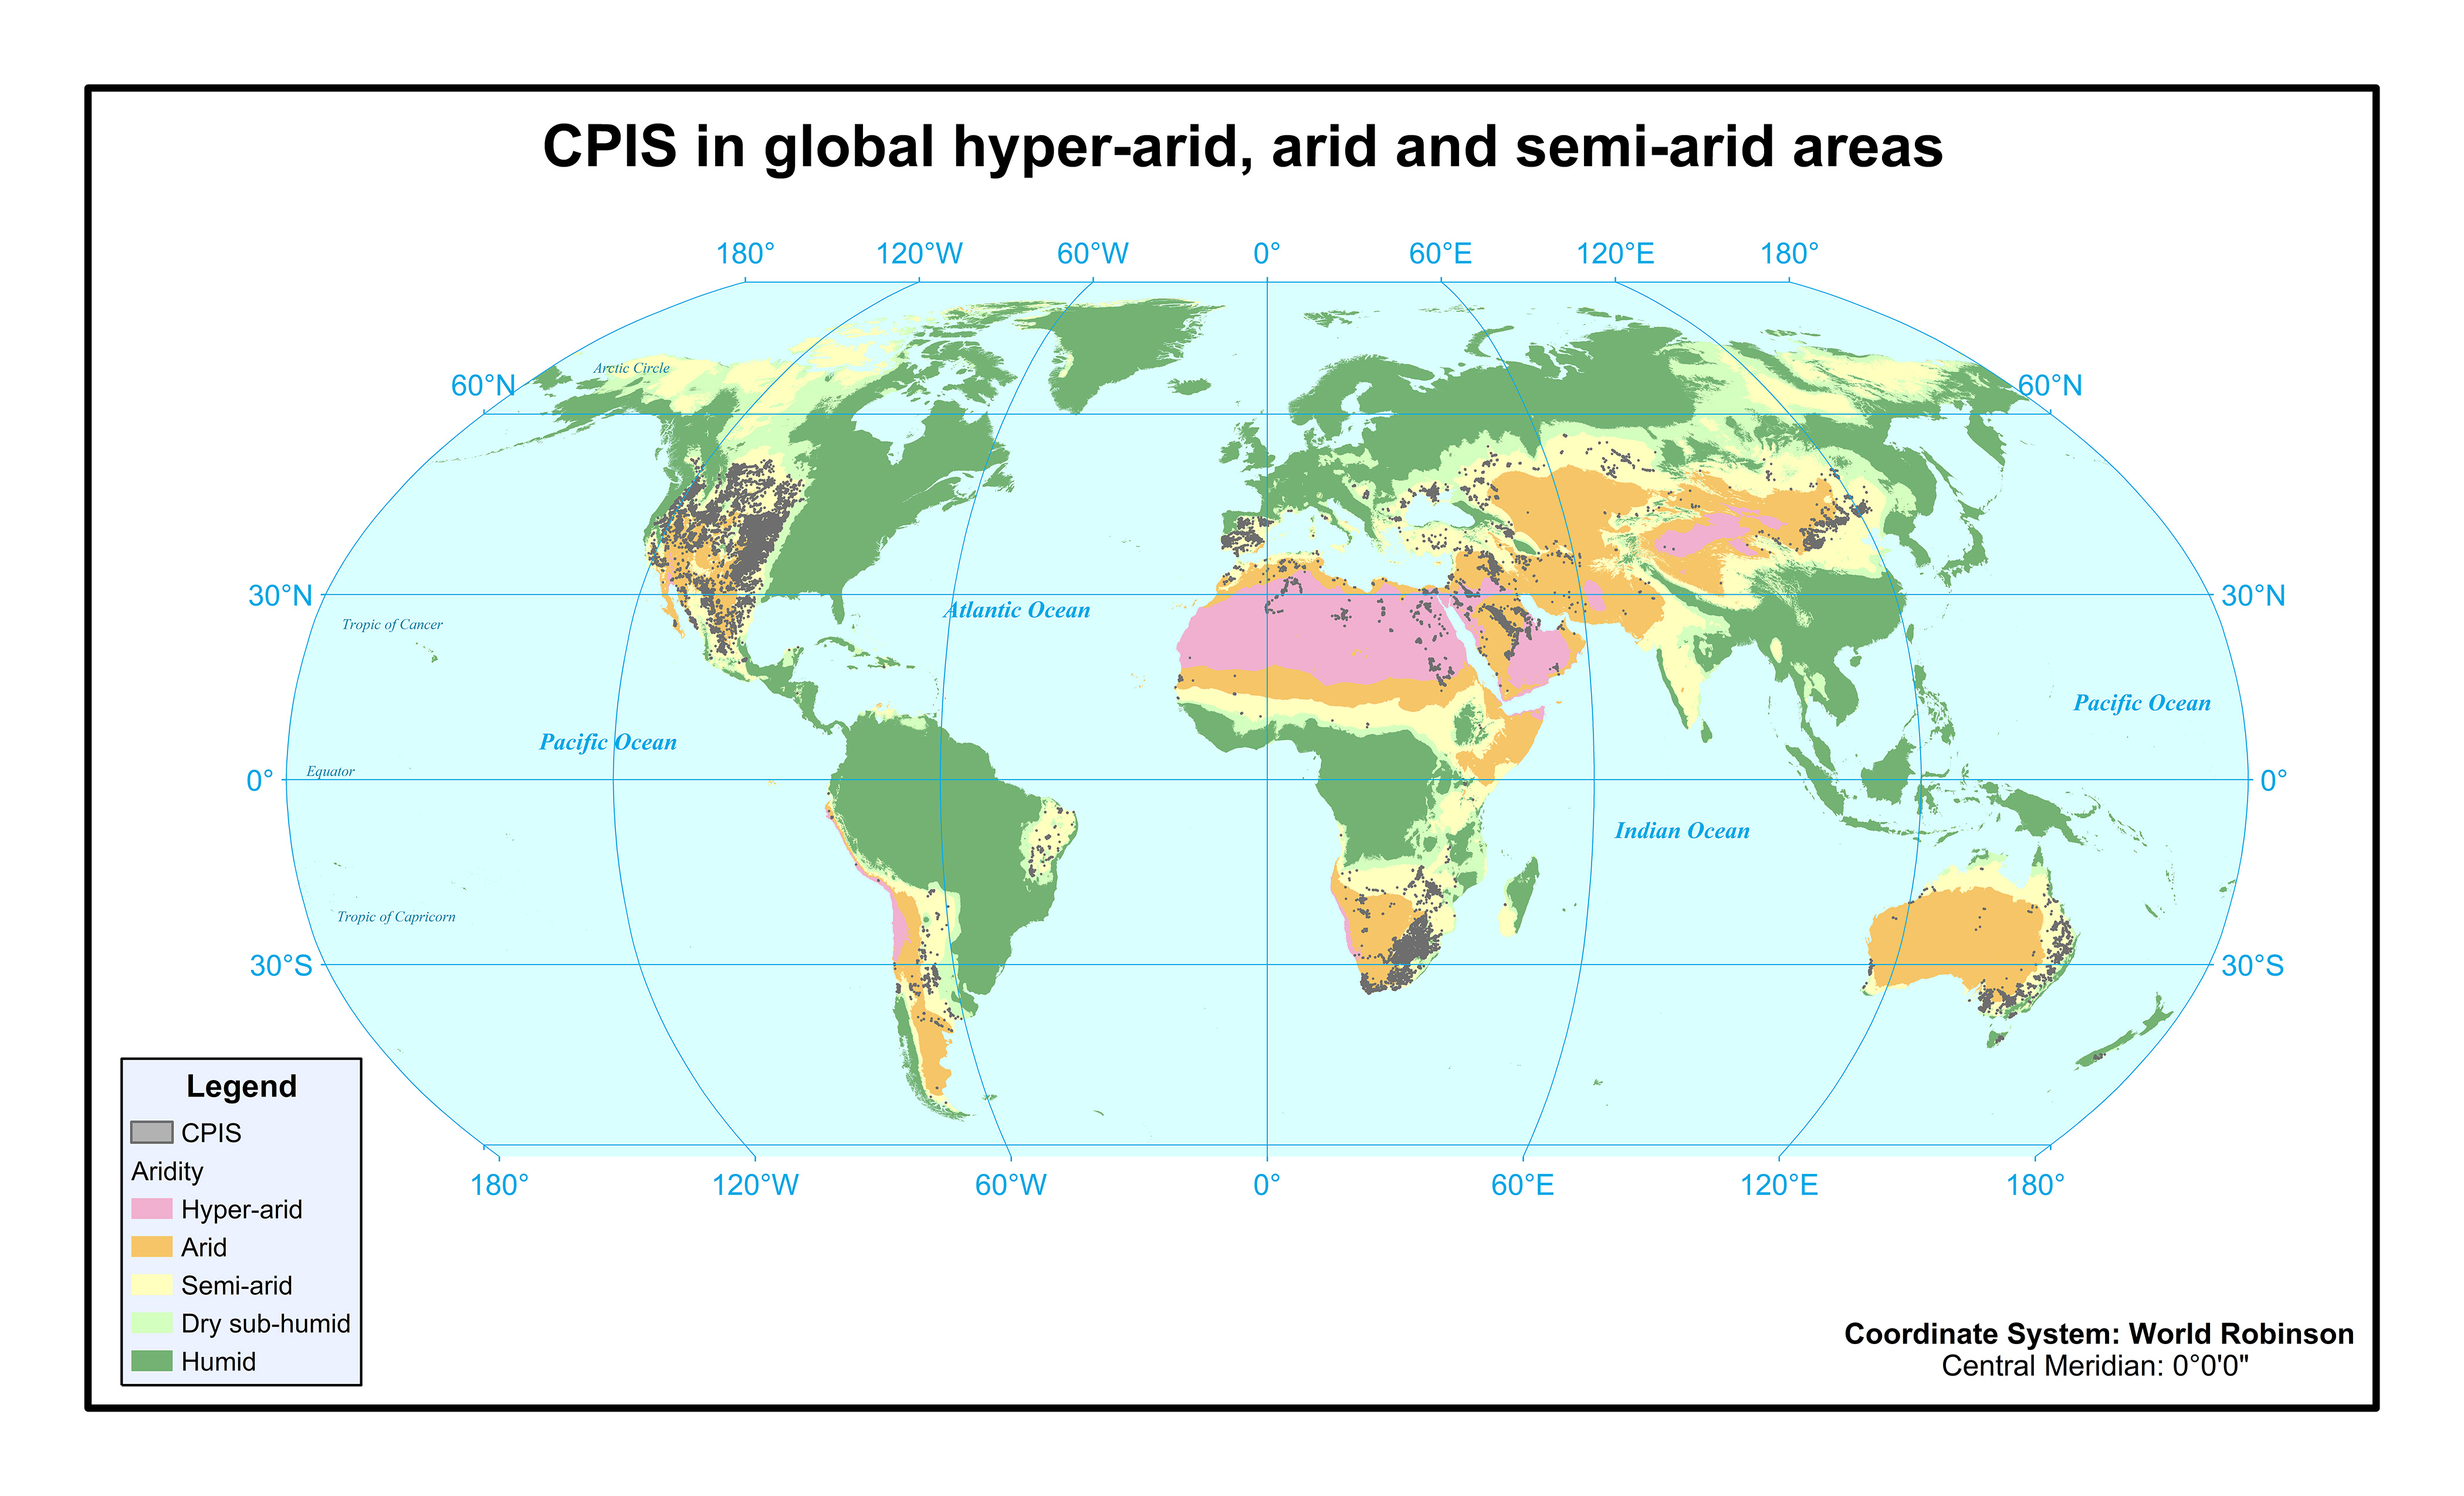 CPIS in global hyper-arid, arid and semi-arid areas
180° 120°W 60°W 0° 60°E 120°E 180°
Arctic Circle
60°N 60°N
30°N 30°N
Atlantic Ocean
Tropic of Cancer
Pacific Ocean
Pacific Ocean
Equator
0° 0°
Indian Ocean
Tropic of Capricorn
30°S 30°S
180° 120°W 60°W 0° 60°E 120°E 180°
Legend
CPIS
Aridity
Hyper-arid
Arid
Semi-arid
Dry sub-humid
Humid
Coordinate System: World Robinson
Central Meridian: 0°0'0"